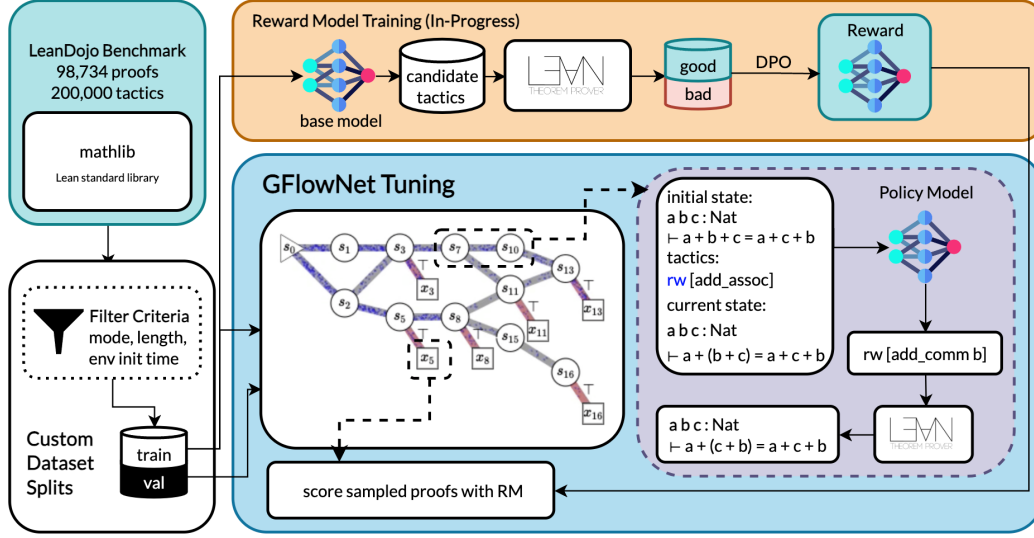 LeanDojo Benchmark
98,734 proofs
200,000 tactics
mathlib
Lean standard library
Filter Criteria
mode, length,
env init time
Custom
Dataset
Splits
train
val
Reward Model Training (In-Progress)
base model
candidate
tactics
LEAN
THEOREM PROVER
good
bad
DPO
Reward
GFlowNet Tuning
s0
s1
s3
s7
s10
s13
s2
s5
s8
s11
s15
s16
⊤
x3
⊤
x5
⊤
x8
⊤
x11
⊤
x13
⊤
x16
score sampled proofs with RM
initial state:
a b c : Nat
⊢ a + b + c = a + c + b
tactics:
rw [add_assoc]
current state:
a b c : Nat
⊢ a + (b + c) = a + c + b
Policy Model
rw [add_comm b]
LEAN
THEOREM PROVER
a b c : Nat
⊢ a + (c + b) = a + c + b